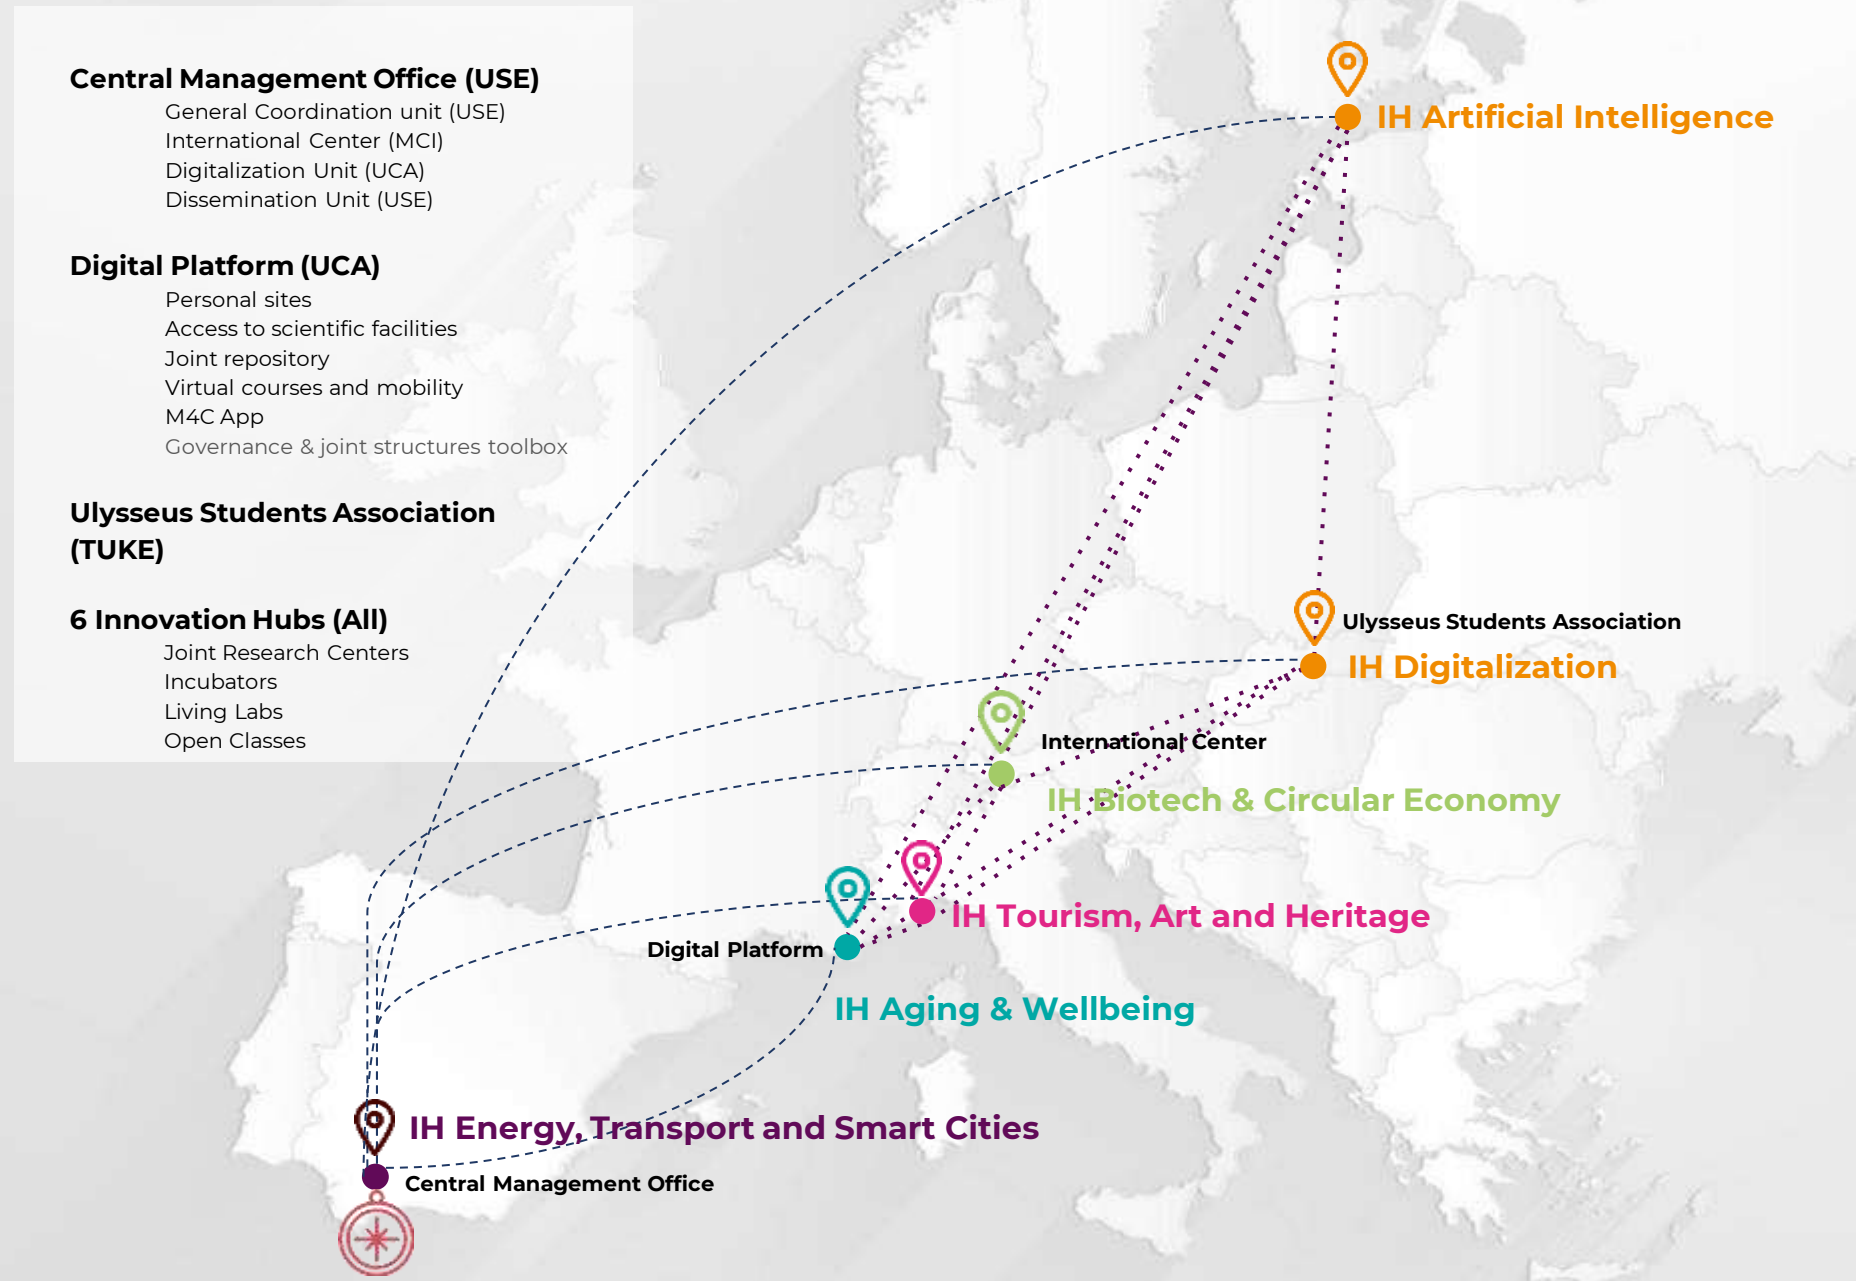 Central Management Office (USE)
General Coordination unit (USE)
International Center (MCI)
Digitalization Unit (UCA)
Dissemination Unit (USE)
Digital Platform (UCA)
Personal sites
Access to scientific facilities
Joint repository
Virtual courses and mobility
M4C App
Governance & joint structures toolbox
Ulysseus Students Association
(TUKE)
6 Innovation Hubs (All)
Joint Research Centers
Incubators
Living Labs
Open Classes
IH Artificial Intelligence
Ulysseus Students Association
IH Digitalization
International Center
IH Biotech & Circular Economy
IH Tourism, Art and Heritage
Digital Platform
IH Aging & Wellbeing
IH Energy, Transport and Smart Cities
Central Management Office